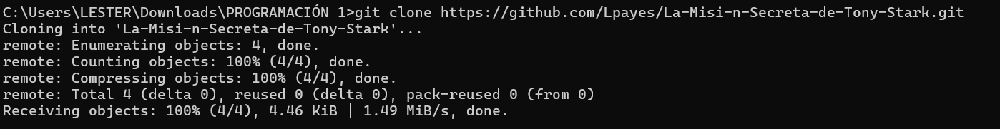 C:\Users\LESTER\Downloads\PROGRAMACIÓN 1>git clone https://github.com/Lpayes/La-Misi-n-Secreta-de-Tony-Stark.git
Cloning into 'La-Misi-n-Secreta-de-Tony-Stark'...
remote: Enumerating objects: 4, done.
remote: Counting objects: 100% (4/4), done.
remote: Compressing objects: 100% (4/4), done.
remote: Total 4 (delta 0), reused 0 (delta 0), pack-reused 0 (from 0)
Receiving objects: 100% (4/4), 4.46 KiB | 1.49 MiB/s, done.